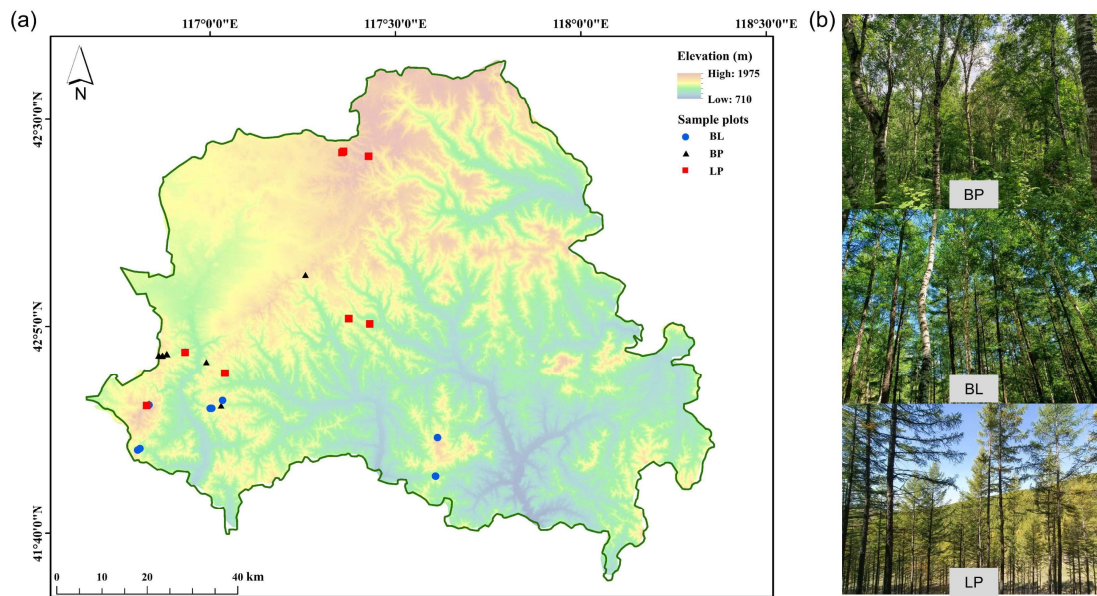 (a)
117°0'0"E
117°30'0"E
118°0'0"E
118°30'0"E
(b)
N
Elevation (m)
High: 1975
Low: 710
Sample plots
BL
BP
LP
42°30'0"N
42°5'0"N
41°40'0"N
0 10 20 40 km
BP
BL
LP